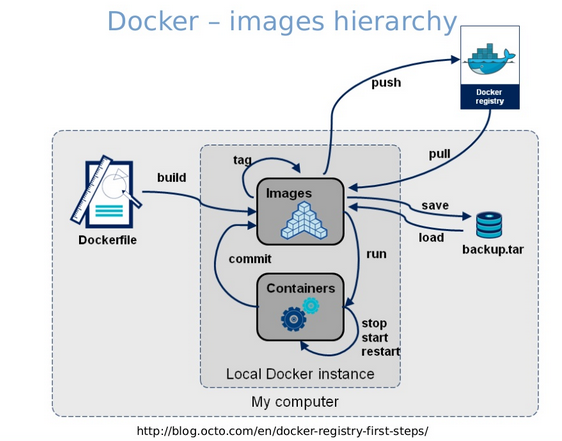 Docker – images hierarchy
Docker
registry
push
pull
tag
build
Images
save
load
Dockerfile
backup.tar
commit
run
Containers
stop
start
restart
Local Docker instance
My computer
http://blog.octo.com/en/docker-registry-first-steps/